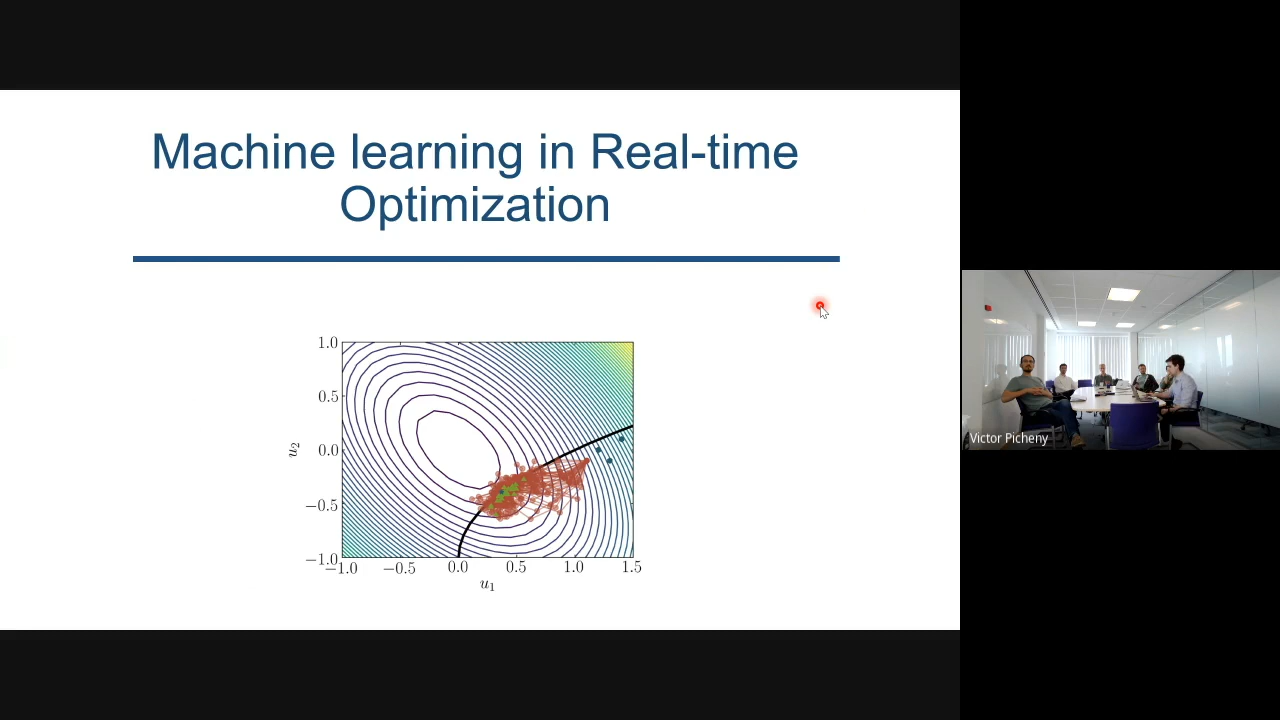 Machine learning in Real-time
Optimization
1.0
0.5
0.0
−0.5
−1.0
u2
−1.0 −0.5 0.0 0.5 1.0 1.5
u1
Victor Picheny